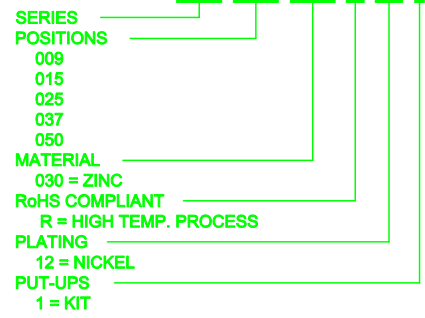 SERIES
POSITIONS
009
015
025
037
050
MATERIAL
030 = ZINC
RoHS COMPLIANT
R = HIGH TEMP. PROCESS
PLATING
12 = NICKEL
PUT-UPS
1 = KIT